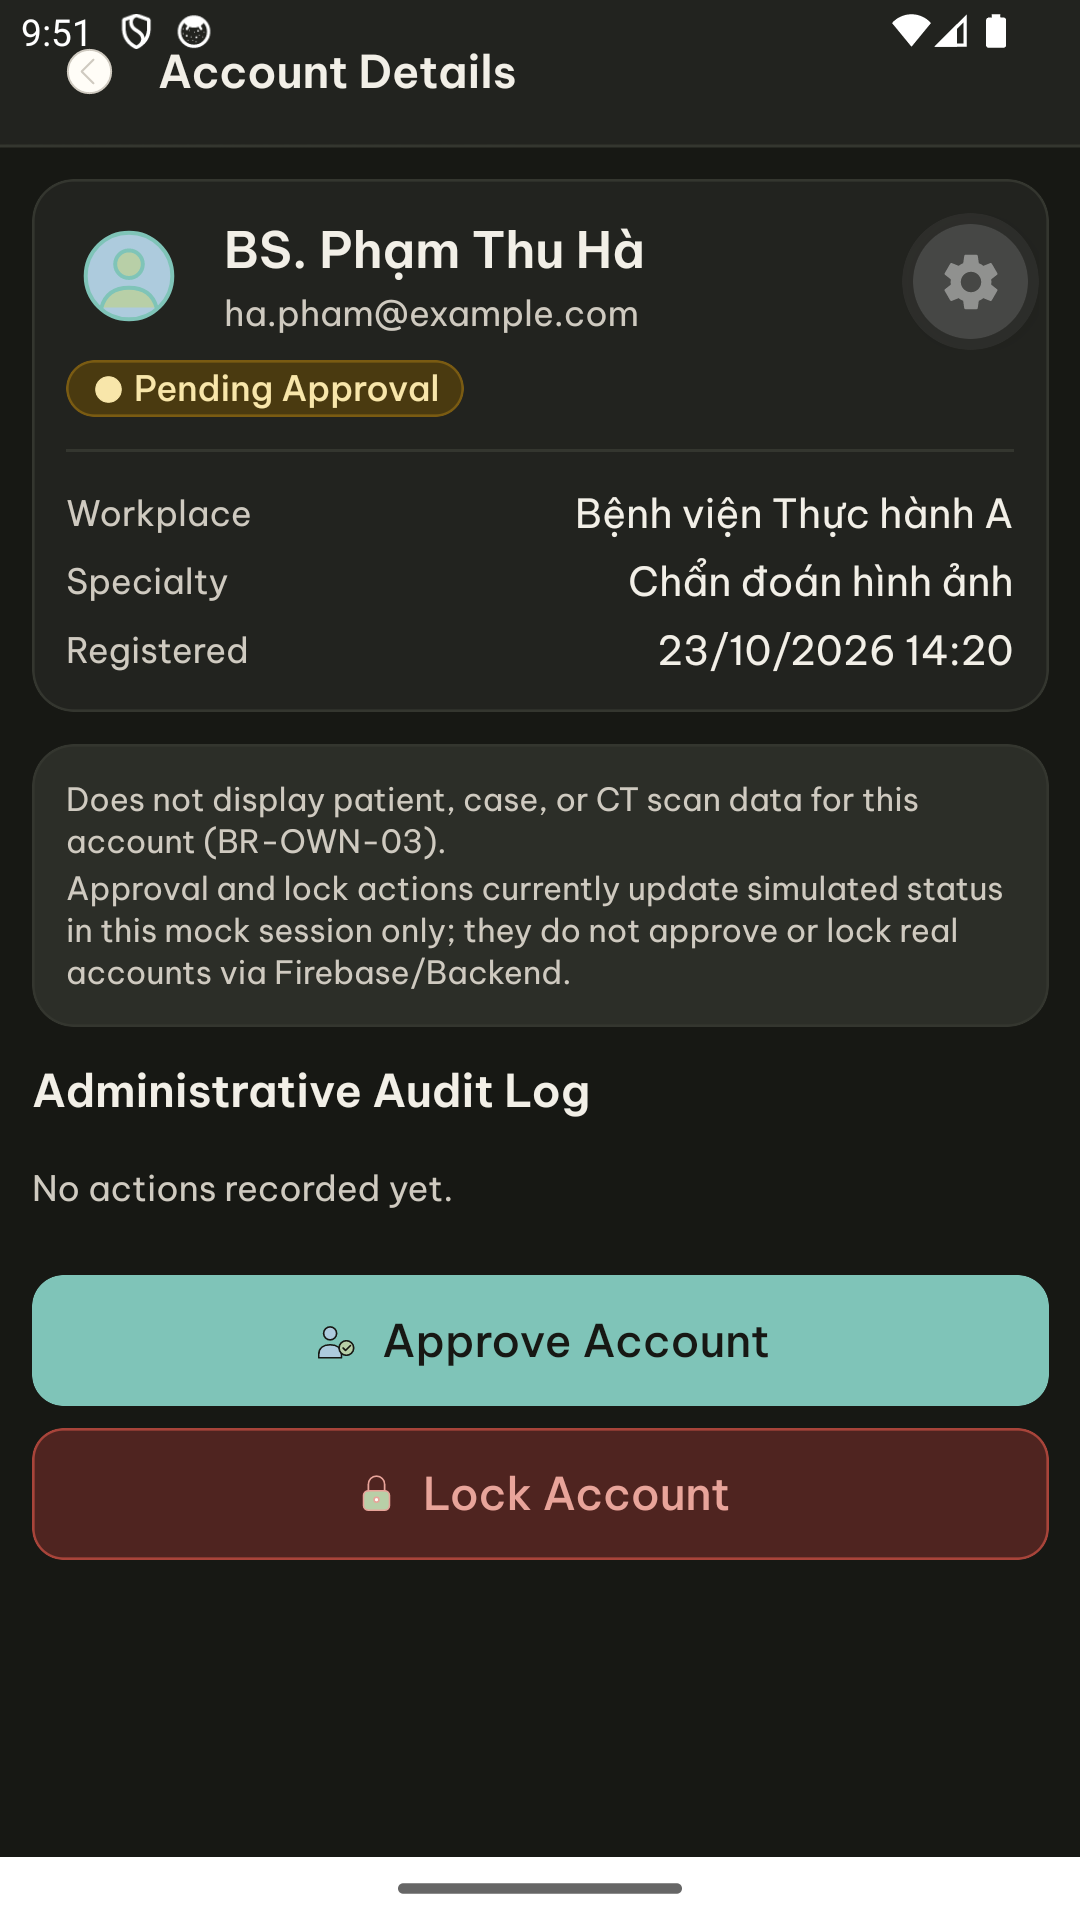 9:51
Account Details
BS. Phạm Thu Hà
ha.pham@example.com
Pending Approval
Workplace
Bệnh viện Thực hành A
Specialty
Chẩn đoán hình ảnh
Registered
23/10/2026 14:20
Does not display patient, case, or CT scan data for this
account (BR-OWN-03).
Approval and lock actions currently update simulated status
in this mock session only; they do not approve or lock real
accounts via Firebase/Backend.
Administrative Audit Log
No actions recorded yet.
Approve Account
Lock Account